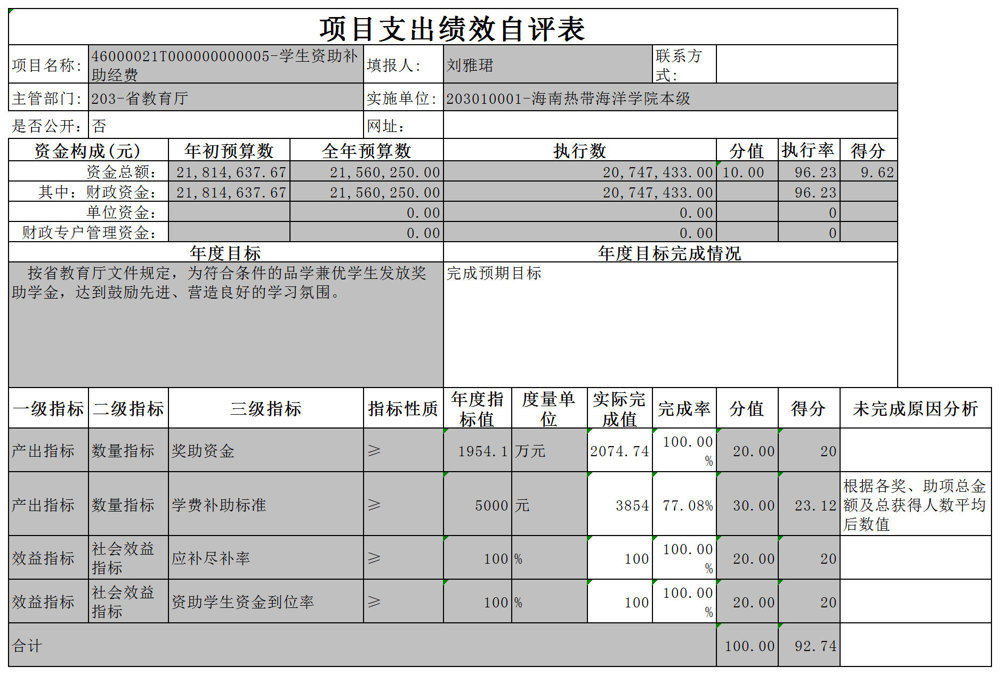 项目支出绩效自评表
项目名称: 46000021T000000000005-学生资助补助经费 填报人: 刘雅珺 联系方式:
主管部门: 203-省教育厅 实施单位: 203010001-海南热带海洋学院本级
是否公开: 否 网址:
资金构成(元) 年初预算数 全年预算数 执行数 分值 执行率 得分
资金总额: 21,814,637.67 21,560,250.00 20,747,433.00 10.00 96.23 9.62
其中: 财政资金: 21,814,637.67 21,560,250.00 20,747,433.00 96.23
单位资金: 0.00 0.00 0
财政专户管理资金: 0.00 0.00 0
年度目标 年度目标完成情况
按省教育厅文件规定，为符合条件的品学兼优学生发放奖
助学金，达到鼓励先进、营造良好的学习氛围。
完成预期目标
一级指标 二级指标 三级指标 指标性质 年度指标值 度量单位 实际完成值 完成率 分值 得分 未完成原因分析
产出指标 数量指标 奖助资金 ≥ 1954.1 万元 2074.74 100.00% 20.00 20
产出指标 数量指标 学费补助标准 ≥ 5000 元 3854 77.08% 30.00 23.12 根据各奖、助项总金额及总获得人数平均后数值
效益指标 社会效益指标 应补尽补率 ≥ 100 % 100 100.00% 20.00 20
效益指标 社会效益指标 资助学生资金到位率 ≥ 100 % 100 100.00% 20.00 20
合计 100.00 92.74